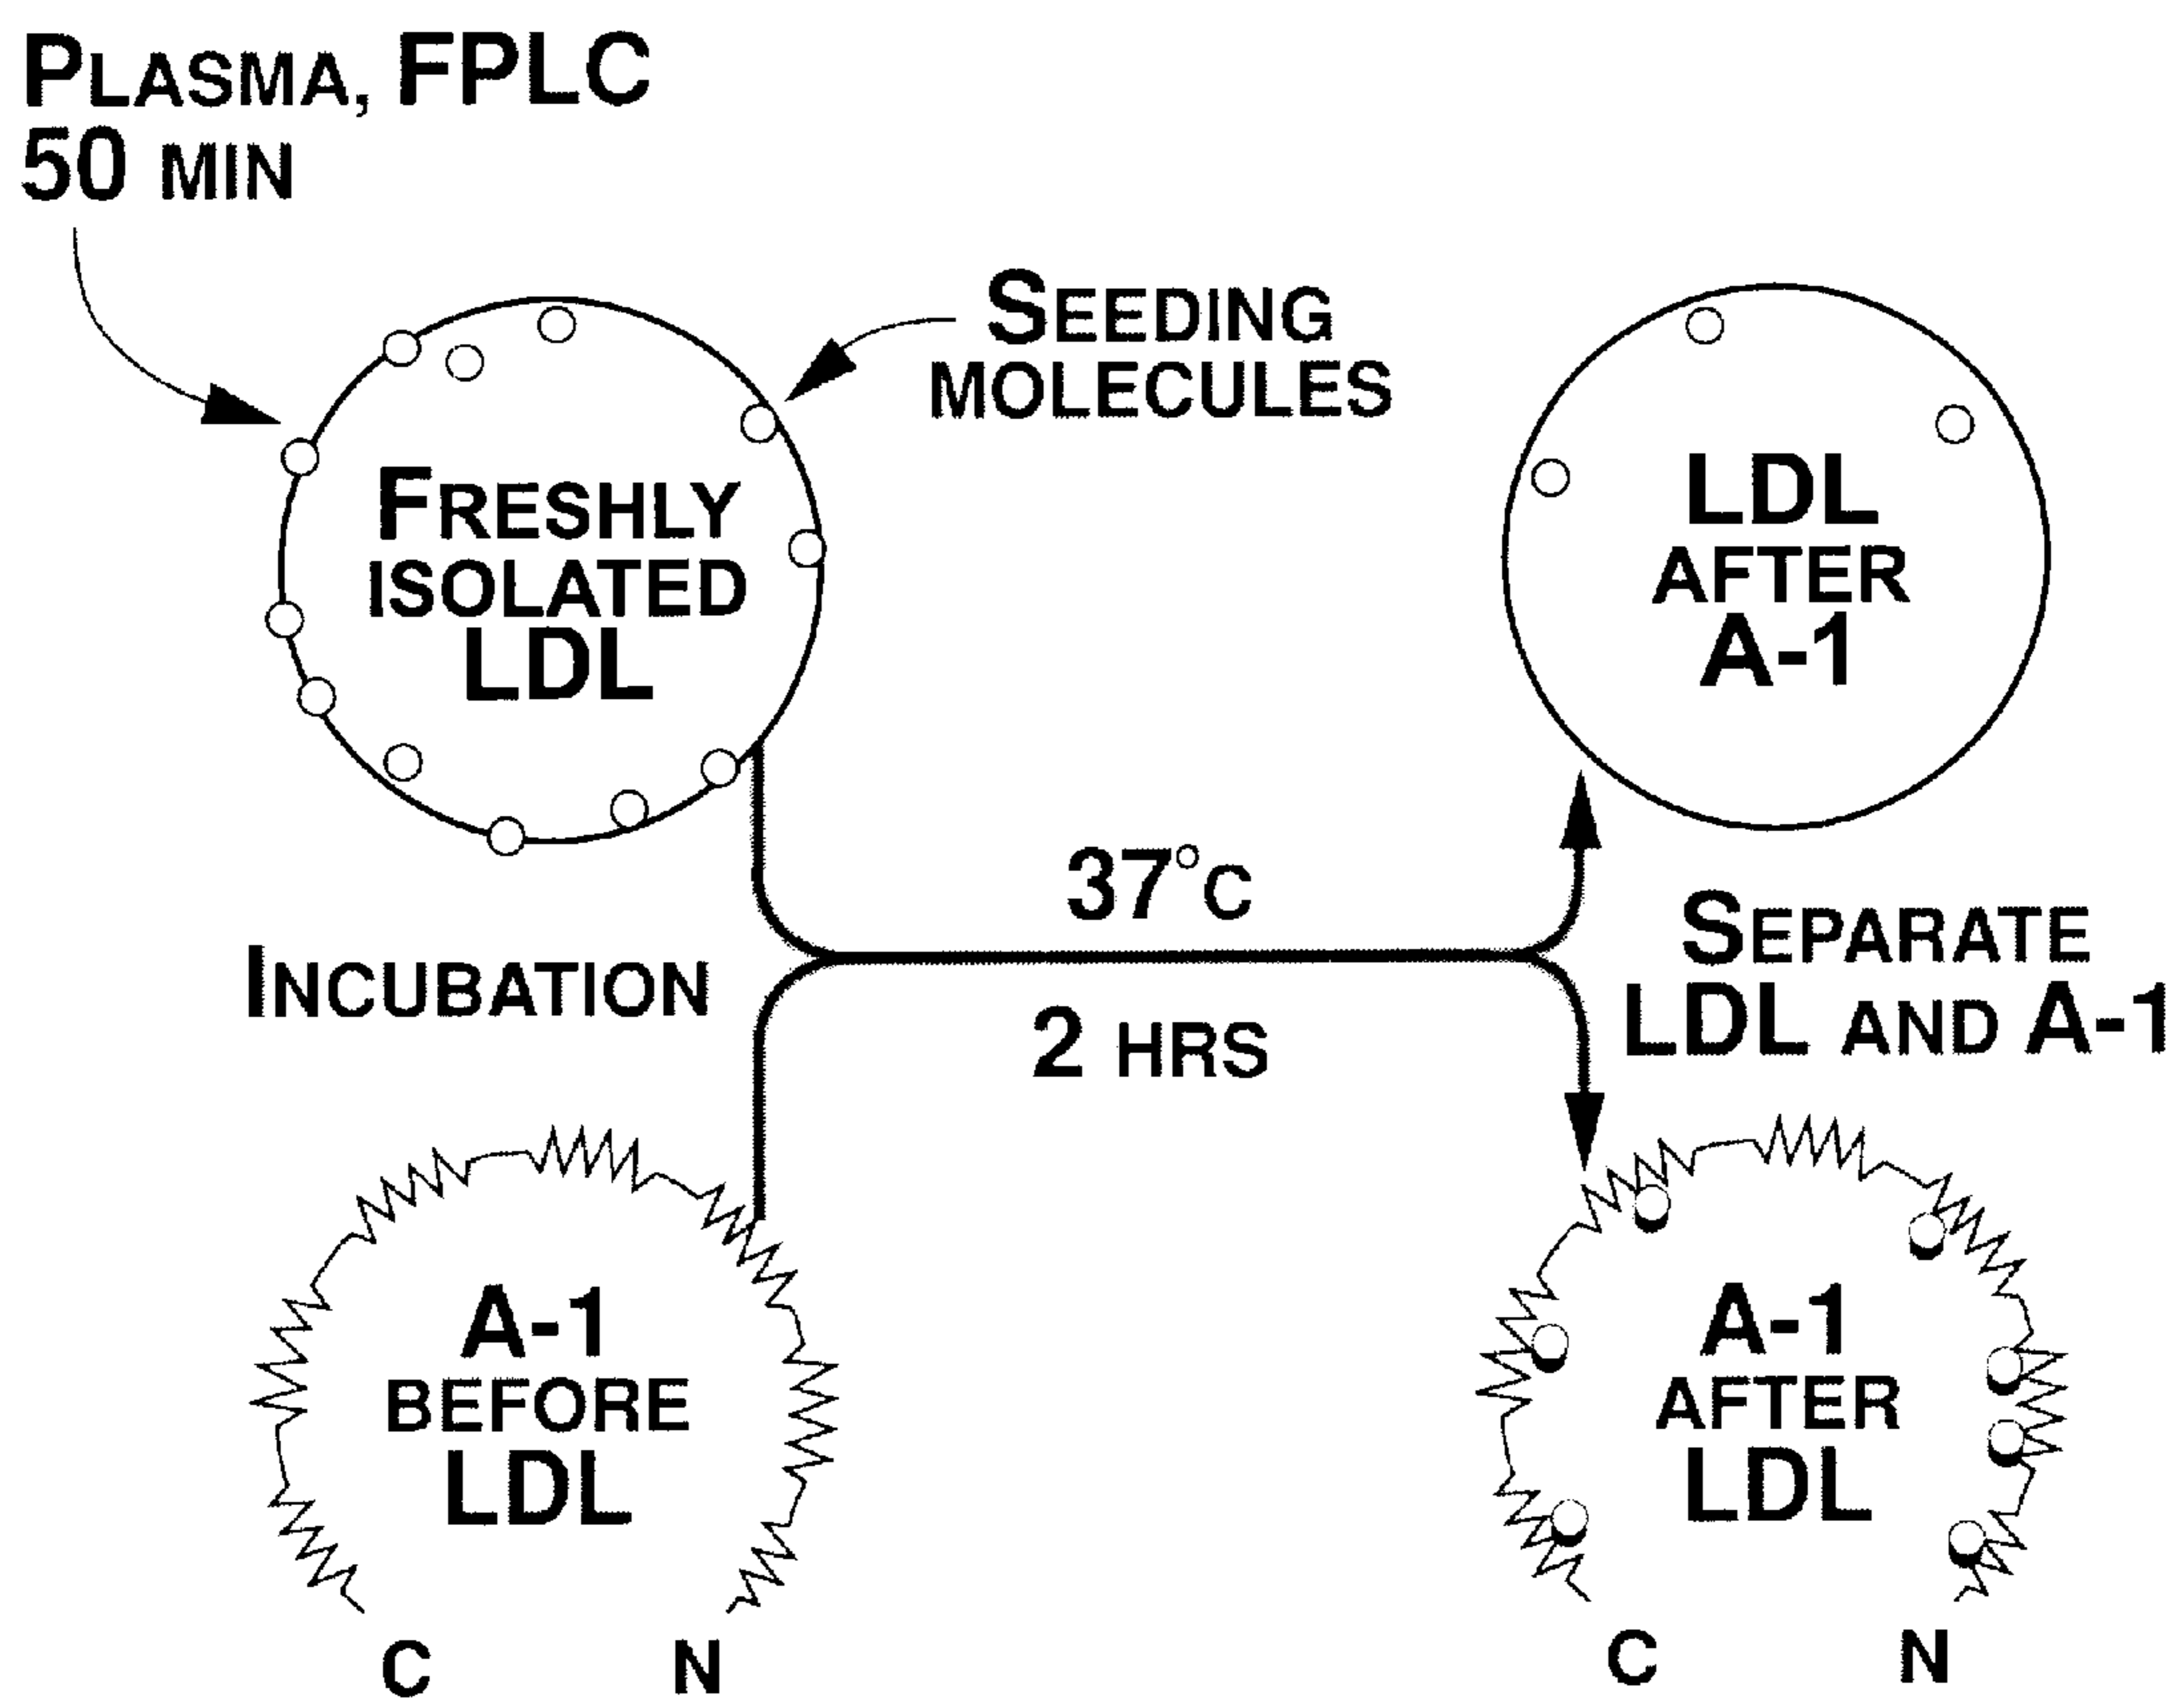 PLASMA, FPLC
50 MIN
SEEDING
MOLECULES
FRESHLY
ISOLATED
LDL
LDL
AFTER
A-1
37°C
INCUBATION
2 HRS
SEPARATE
LDL AND A-1
A-1
BEFORE
LDL
A-1
AFTER
LDL
C N
C N